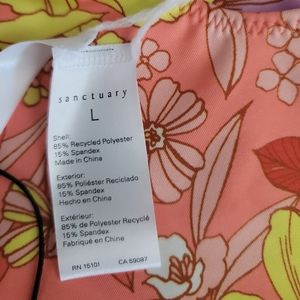 sanctuary
L
Shell:
85% Recycled Polyester
15% Spandex
Made in China
Exterior:
85% Poliéster Reciclado
15% Spandex
Hecho en China
Extérieur:
85% de Polyester Recyclé
15% Spandex
Fabriqué en China
RN 15101 CA 59087